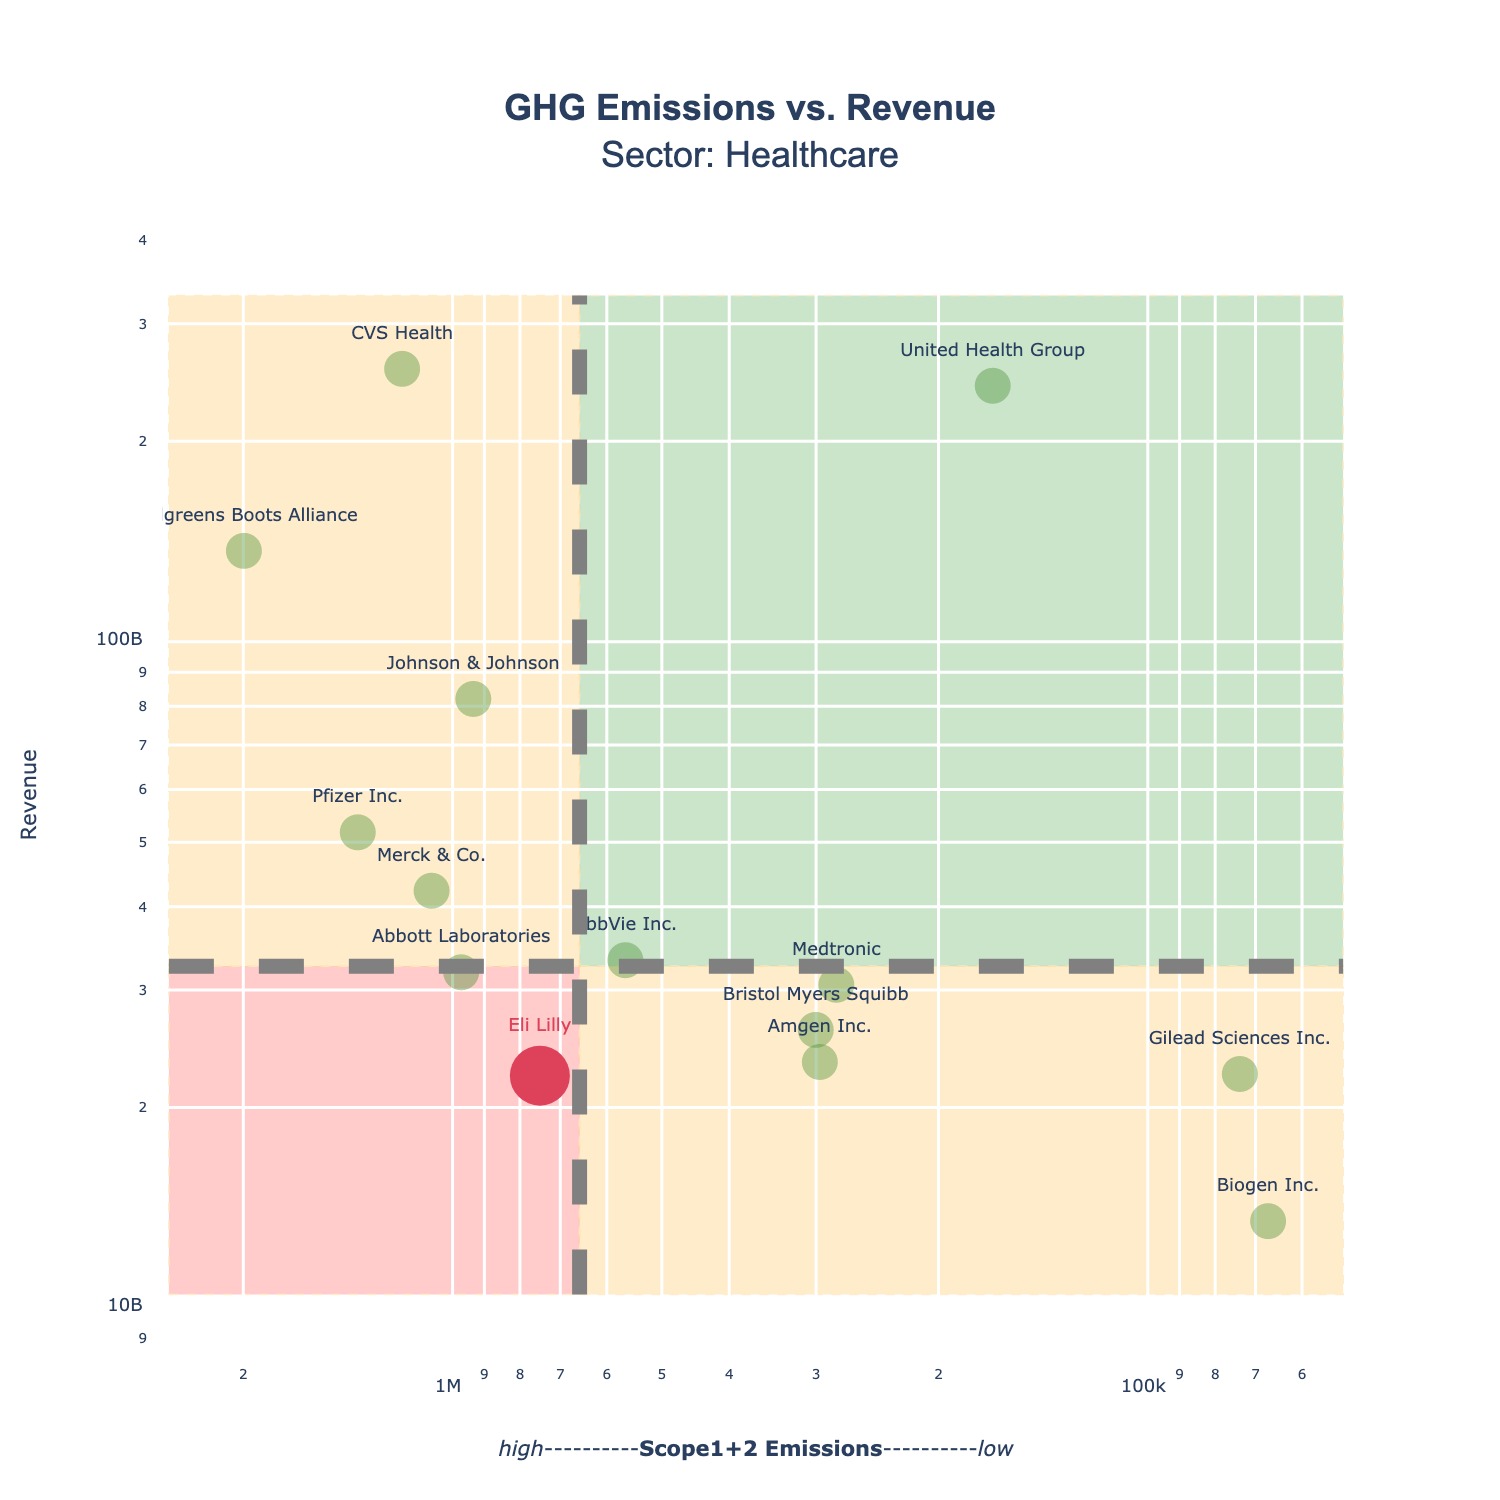 GHG Emissions vs. Revenue
Sector: Healthcare
4
3
CVS Health
United Health Group
2
greens Boots Alliance
100B
Johnson & Johnson
9
8
7
Pfizer Inc.
6
5
Merck & Co.
4
bbVie Inc.
Abbott Laboratories
Medtronic
3
Bristol Myers Squibb
Eli Lilly
Amgen Inc.
Gilead Sciences Inc.
2
Biogen Inc.
10B
9
Revenue
2
1M
9
8
7
6
5
4
3
2
100k
9
8
7
6
high----------Scope1+2 Emissions----------low